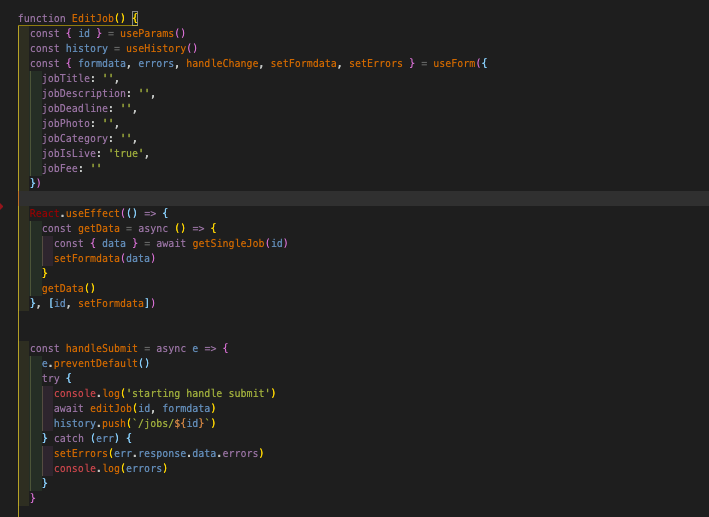 function EditJob() {
const { id } = useParams()
const history = useHistory()
const { formdata, errors, handleChange, setFormdata, setErrors } = useForm({
jobTitle: '',
jobDescription: '',
jobDeadline: '',
jobPhoto: '',
jobCategory: '',
jobIsLive: 'true',
jobFee: ''
})
React.useEffect(() => {
const getData = async () => {
const { data } = await getSingleJob(id)
setFormdata(data)
}
getData()
}, [id, setFormdata])
const handleSubmit = async e => {
e.preventDefault()
try {
console.log('starting handle submit')
await editJob(id, formdata)
history.push(`/jobs/${id}`)
} catch (err) {
setErrors(err.response.data.errors)
console.log(errors)
}
}